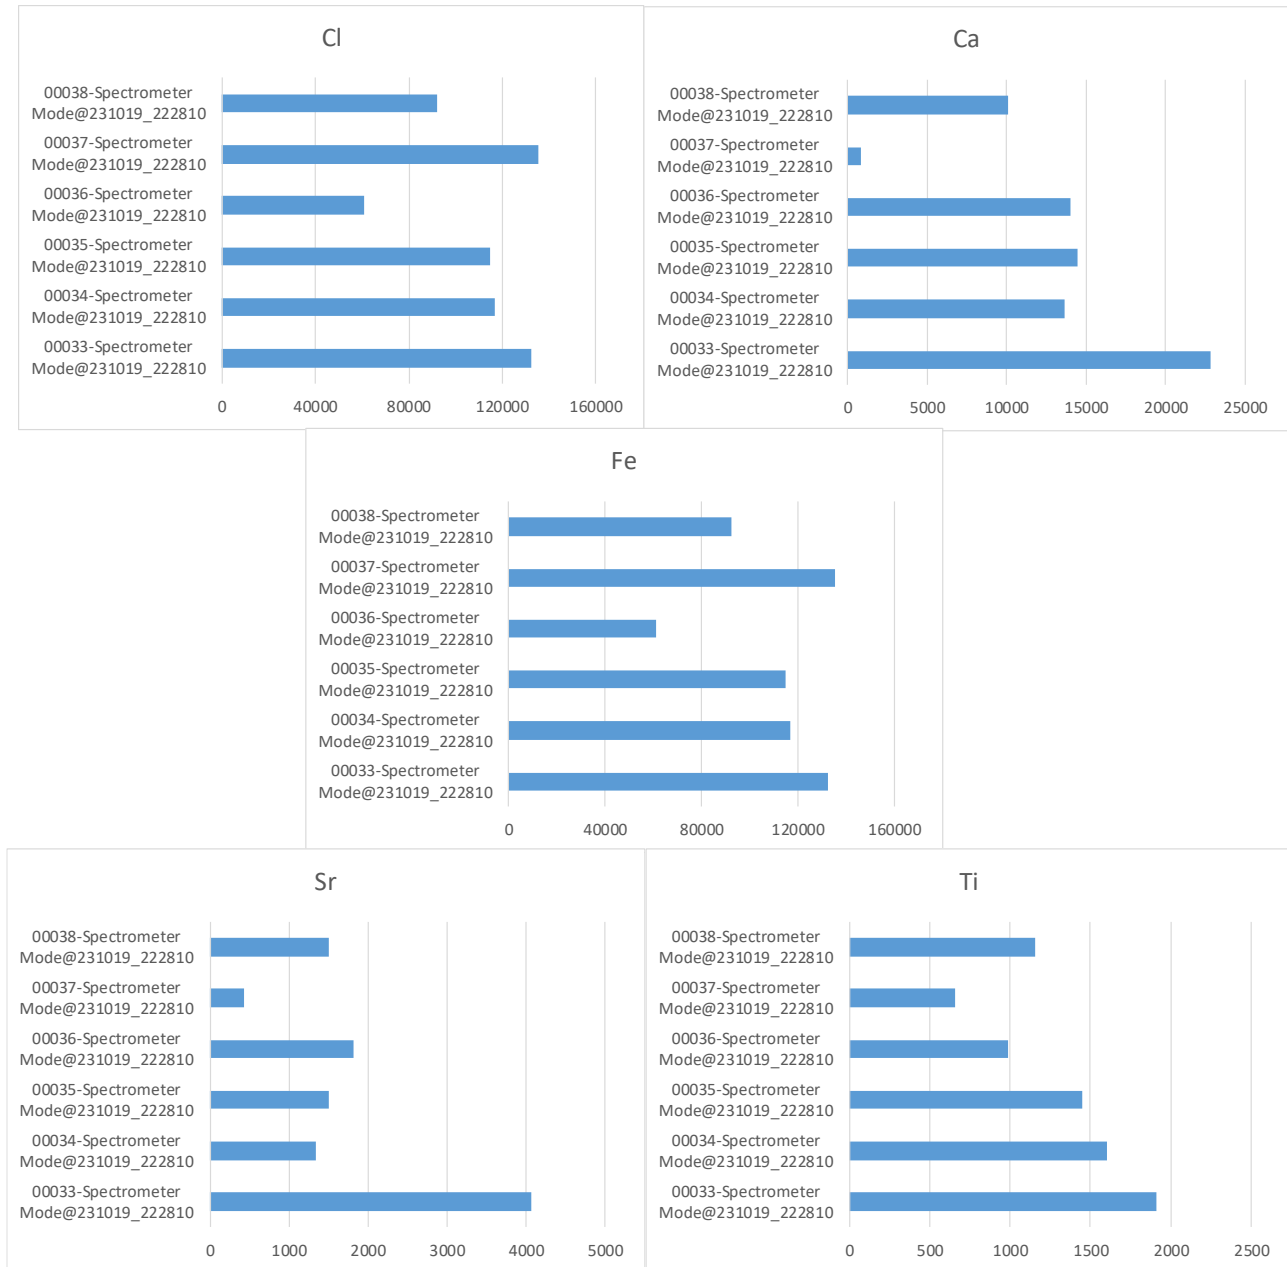 Cl
00038-Spectrometer
Mode@231019_222810
00037-Spectrometer
Mode@231019_222810
00036-Spectrometer
Mode@231019_222810
00035-Spectrometer
Mode@231019_222810
00034-Spectrometer
Mode@231019_222810
00033-Spectrometer
Mode@231019_222810
0 40000 80000 120000 160000
Ca
00038-Spectrometer
Mode@231019_222810
00037-Spectrometer
Mode@231019_222810
00036-Spectrometer
Mode@231019_222810
00035-Spectrometer
Mode@231019_222810
00034-Spectrometer
Mode@231019_222810
00033-Spectrometer
Mode@231019_222810
0 5000 10000 15000 20000 25000
Fe
00038-Spectrometer
Mode@231019_222810
00037-Spectrometer
Mode@231019_222810
00036-Spectrometer
Mode@231019_222810
00035-Spectrometer
Mode@231019_222810
00034-Spectrometer
Mode@231019_222810
00033-Spectrometer
Mode@231019_222810
0 40000 80000 120000 160000
Sr
00038-Spectrometer
Mode@231019_222810
00037-Spectrometer
Mode@231019_222810
00036-Spectrometer
Mode@231019_222810
00035-Spectrometer
Mode@231019_222810
00034-Spectrometer
Mode@231019_222810
00033-Spectrometer
Mode@231019_222810
0 1000 2000 3000 4000 5000
Ti
00038-Spectrometer
Mode@231019_222810
00037-Spectrometer
Mode@231019_222810
00036-Spectrometer
Mode@231019_222810
00035-Spectrometer
Mode@231019_222810
00034-Spectrometer
Mode@231019_222810
00033-Spectrometer
Mode@231019_222810
0 500 1000 1500 2000 2500